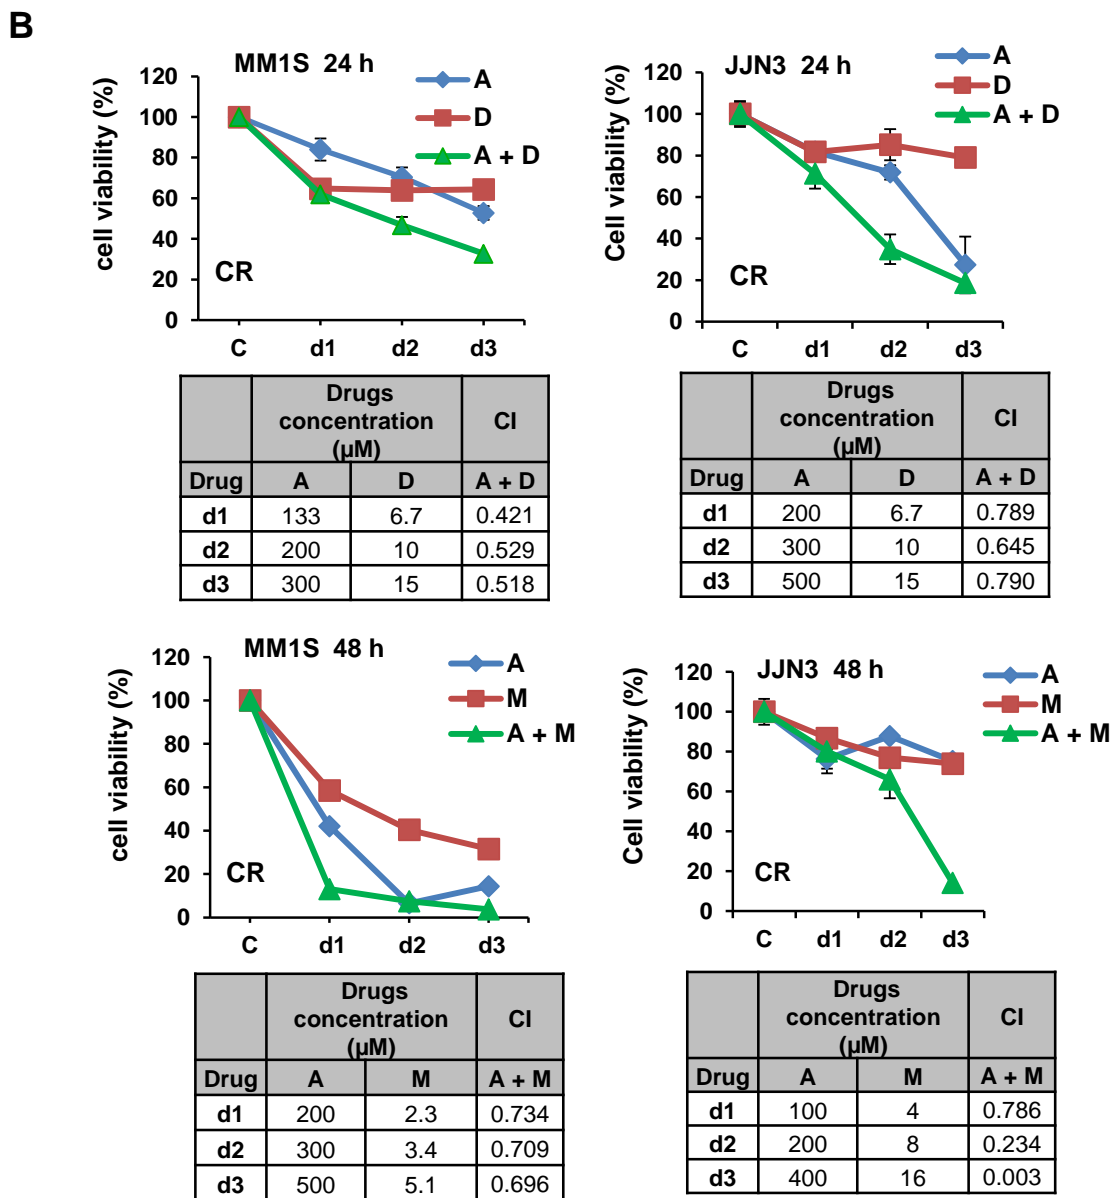 B
MM1S 24 h
A
D
A + D
cell viability (%)
120
100
80
60
40
20
0
CR
C d1 d2 d3
Drugs concentration (µM) CI
Drug A D A + D
d1 133 6.7 0.421
d2 200 10 0.529
d3 300 15 0.518
JJN3 24 h
A
D
A + D
Cell viability (%)
120
100
80
60
40
20
0
CR
C d1 d2 d3
Drugs concentration (µM) CI
Drug A D A + D
d1 200 6.7 0.789
d2 300 10 0.645
d3 500 15 0.790
MM1S 48 h
A
M
A + M
cell viability (%)
120
100
80
60
40
20
0
CR
C d1 d2 d3
Drugs concentration (µM) CI
Drug A M A + M
d1 200 2.3 0.734
d2 300 3.4 0.709
d3 500 5.1 0.696
JJN3 48 h
A
M
A + M
Cell viability (%)
120
100
80
60
40
20
0
CR
C d1 d2 d3
Drugs concentration (µM) CI
Drug A M A + M
d1 100 4 0.786
d2 200 8 0.234
d3 400 16 0.003